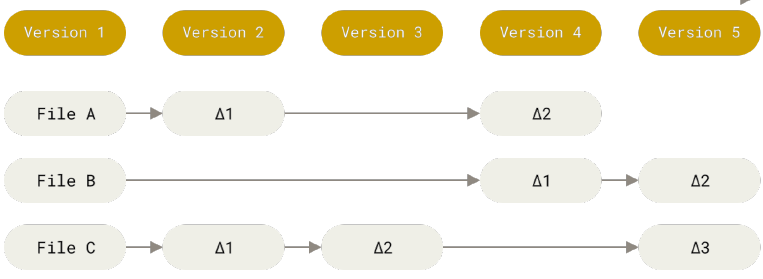 Version 1 Version 2 Version 3 Version 4 Version 5
File A Δ1 Δ2
File B Δ1 Δ2
File C Δ1 Δ2 Δ3